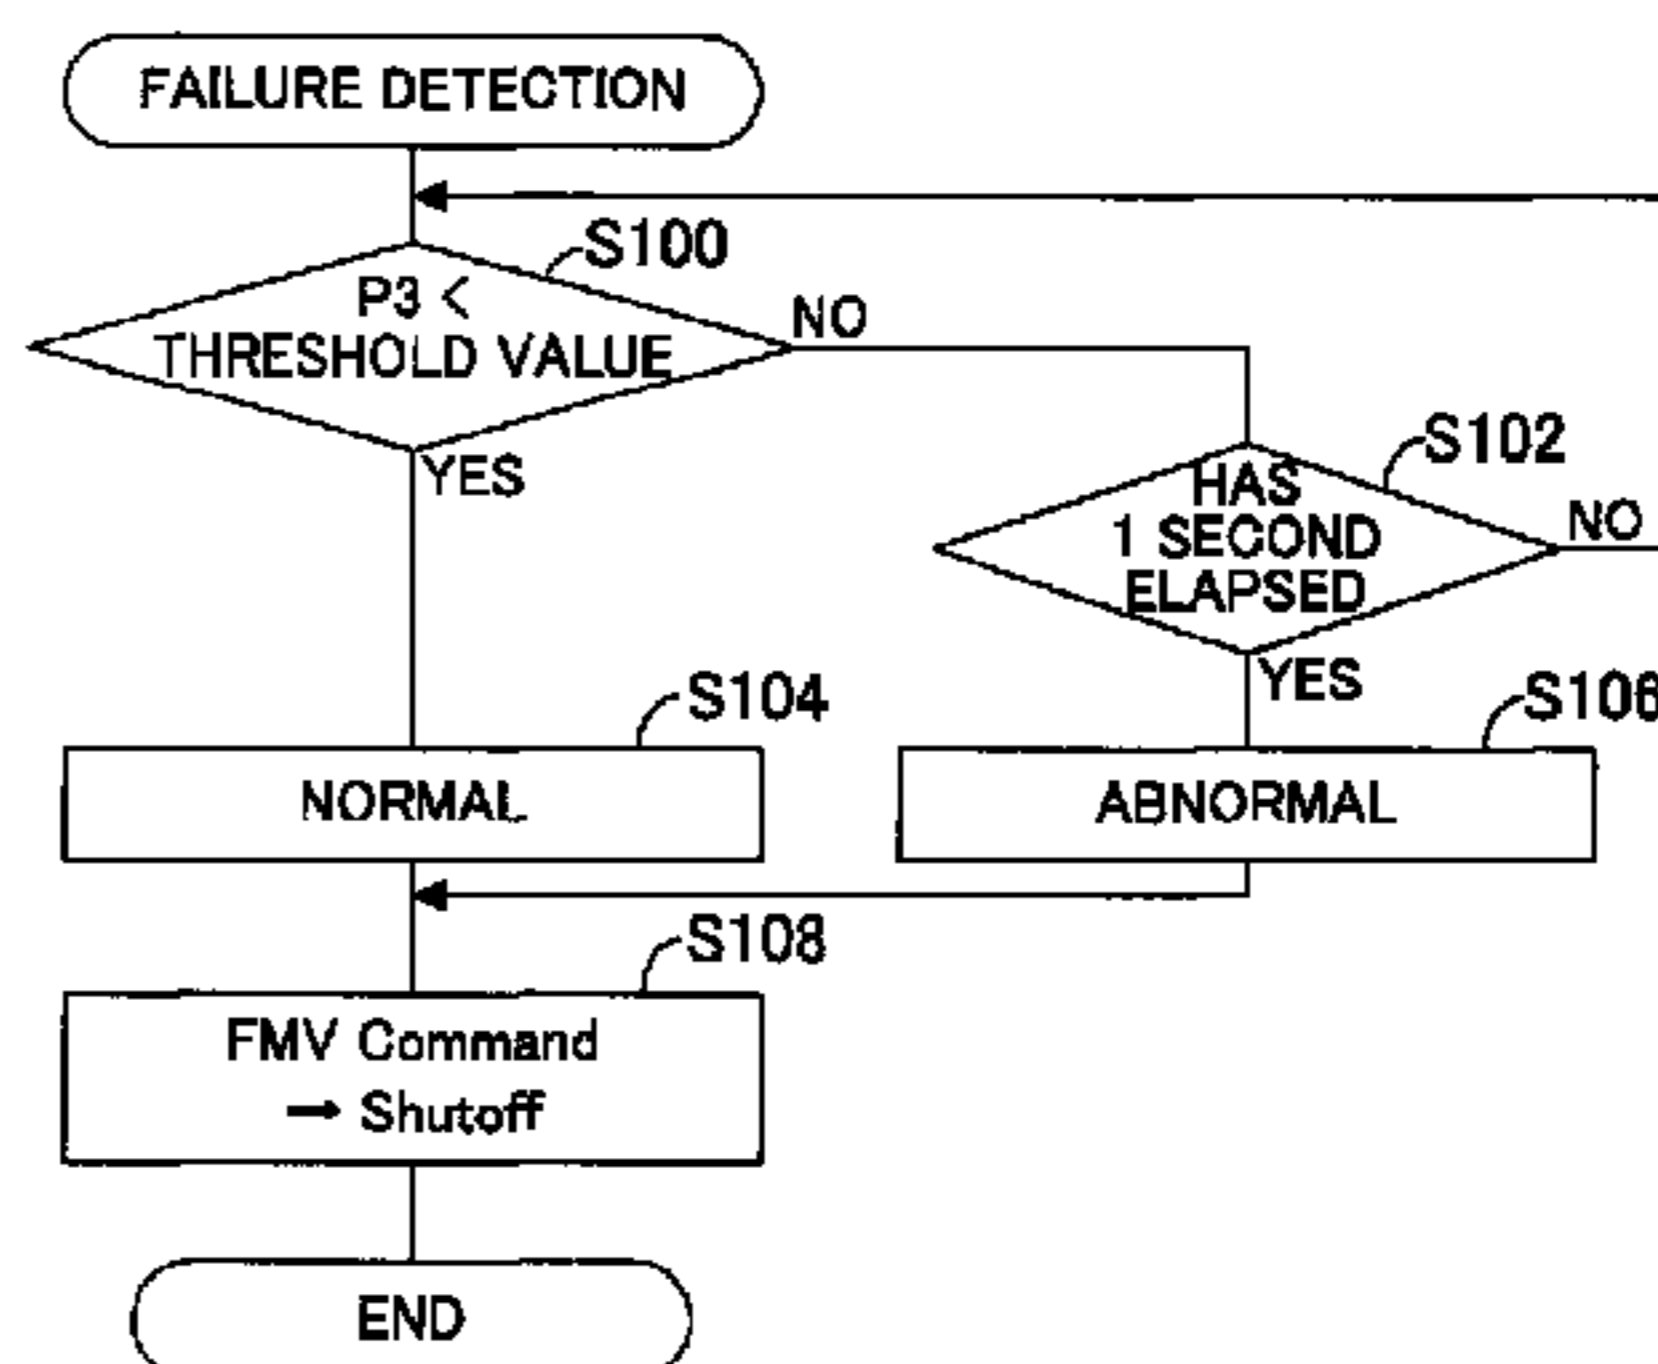 FAILURE DETECTION
S100
P3 <
THRESHOLD VALUE
NO
YES
S102
HAS
1 SECOND
ELAPSED
NO
YES
S104
NORMAL
S106
ABNORMAL
S108
FMV Command
→ Shutoff
END